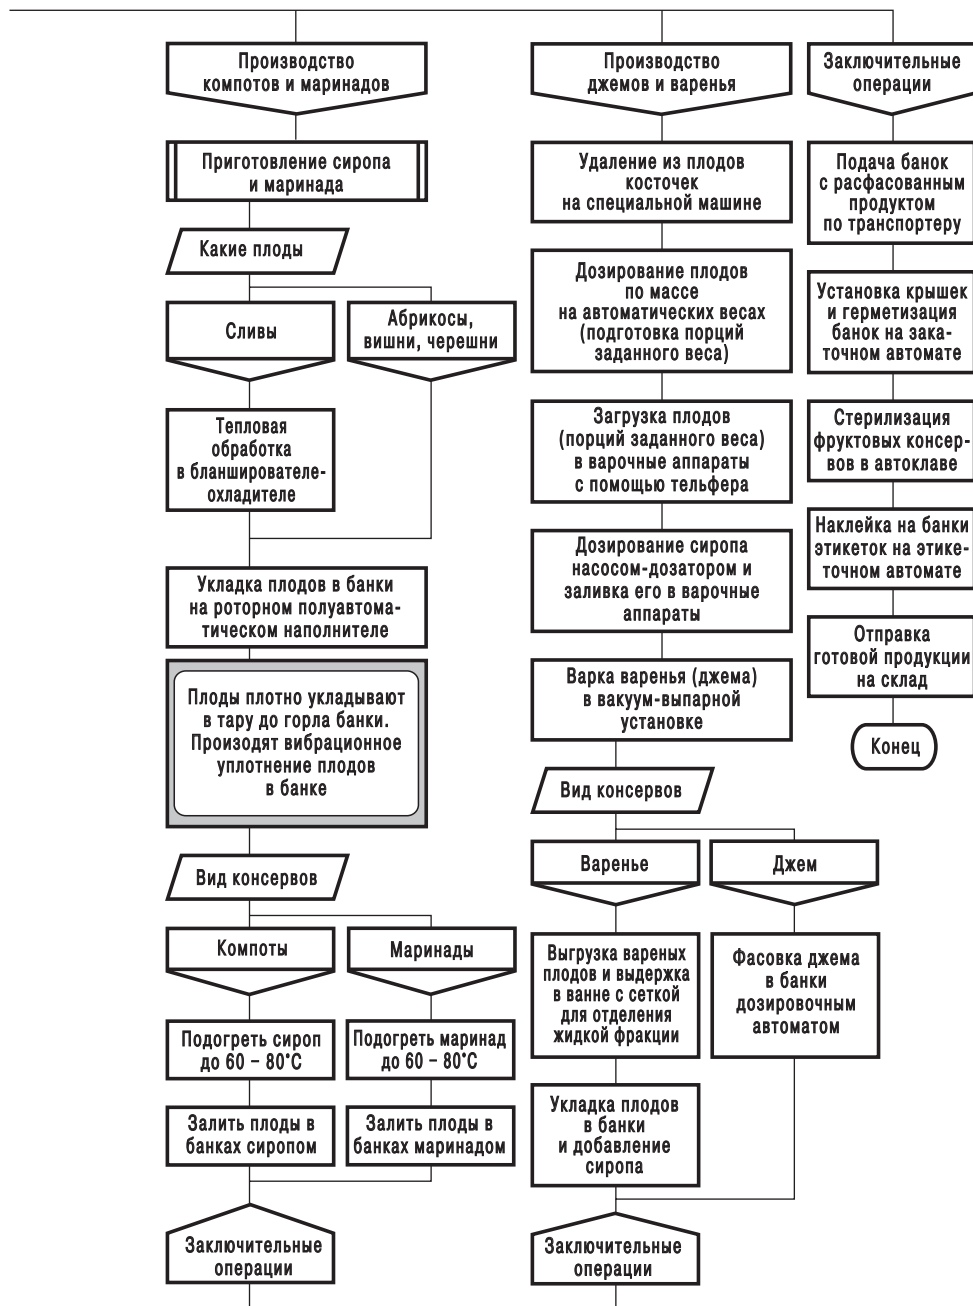 Производство
компотов и маринадов
Приготовление сиропа
и маринада
Какие плоды
Сливы
Абрикосы,
вишни, черешни
Тепловая
обработка
в бланширователе-
охладителе
Укладка плодов в банки
на роторном полуавтома-
тическом наполнителе
Плоды плотно укладывают
в тару до горла банки.
Произодят вибрационное
уплотнение плодов
в банке
Вид консервов
Компоты
Маринады
Подогреть сироп
до 60 – 80°С
Подогреть маринад
до 60 – 80°С
Залить плоды в
банках сиропом
Залить плоды в
банках маринадом
Заключительные
операции
Производство
джемов и варенья
Удаление из плодов
косточек
на специальной машине
Дозирование плодов
по массе
на автоматических весах
(подготовка порций
заданного веса)
Загрузка плодов
(порций заданного веса)
в варочные аппараты
с помощью тельфера
Дозирование сиропа
насосом-дозатором и
заливка его в варочные
аппараты
Варка варенья (джема)
в вакуум-выпарной
установке
Вид консервов
Варенье
Джем
Выгрузка вареных
плодов и выдержка
в ванне с сеткой
для отделения
жидкой фракции
Фасовка джема
в банки
дозировочным
автоматом
Укладка плодов
в банки
и добавление
сиропа
Заключительные
операции
Заключительные
операции
Подача банок
с расфасованным
продуктом
по транспортеру
Установка крышек
и герметизация
банок на зака-
точном автомате
Стерилизация
фруктовых консер-
вов в автоклаве
Наклейка на банки
этикеток на этике-
точном автомате
Отправка
готовой продукции
на склад
Конец